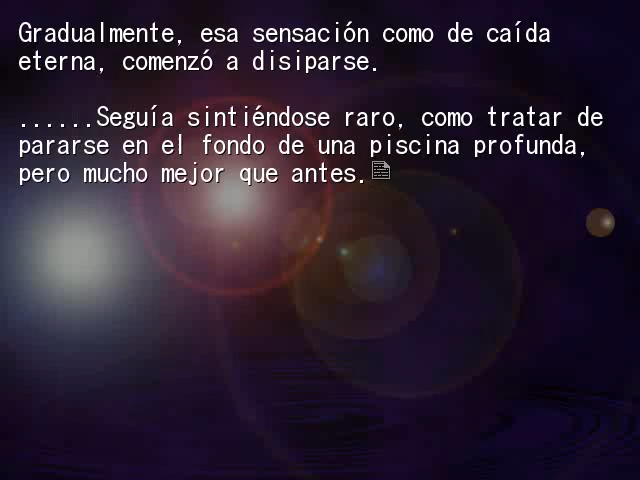 Gradualmente, esa sensación como de caída
eterna, comenzó a disiparse.
......Seguía sintiéndose raro, como tratar de
pararse en el fondo de una piscina profunda,
pero mucho mejor que antes.